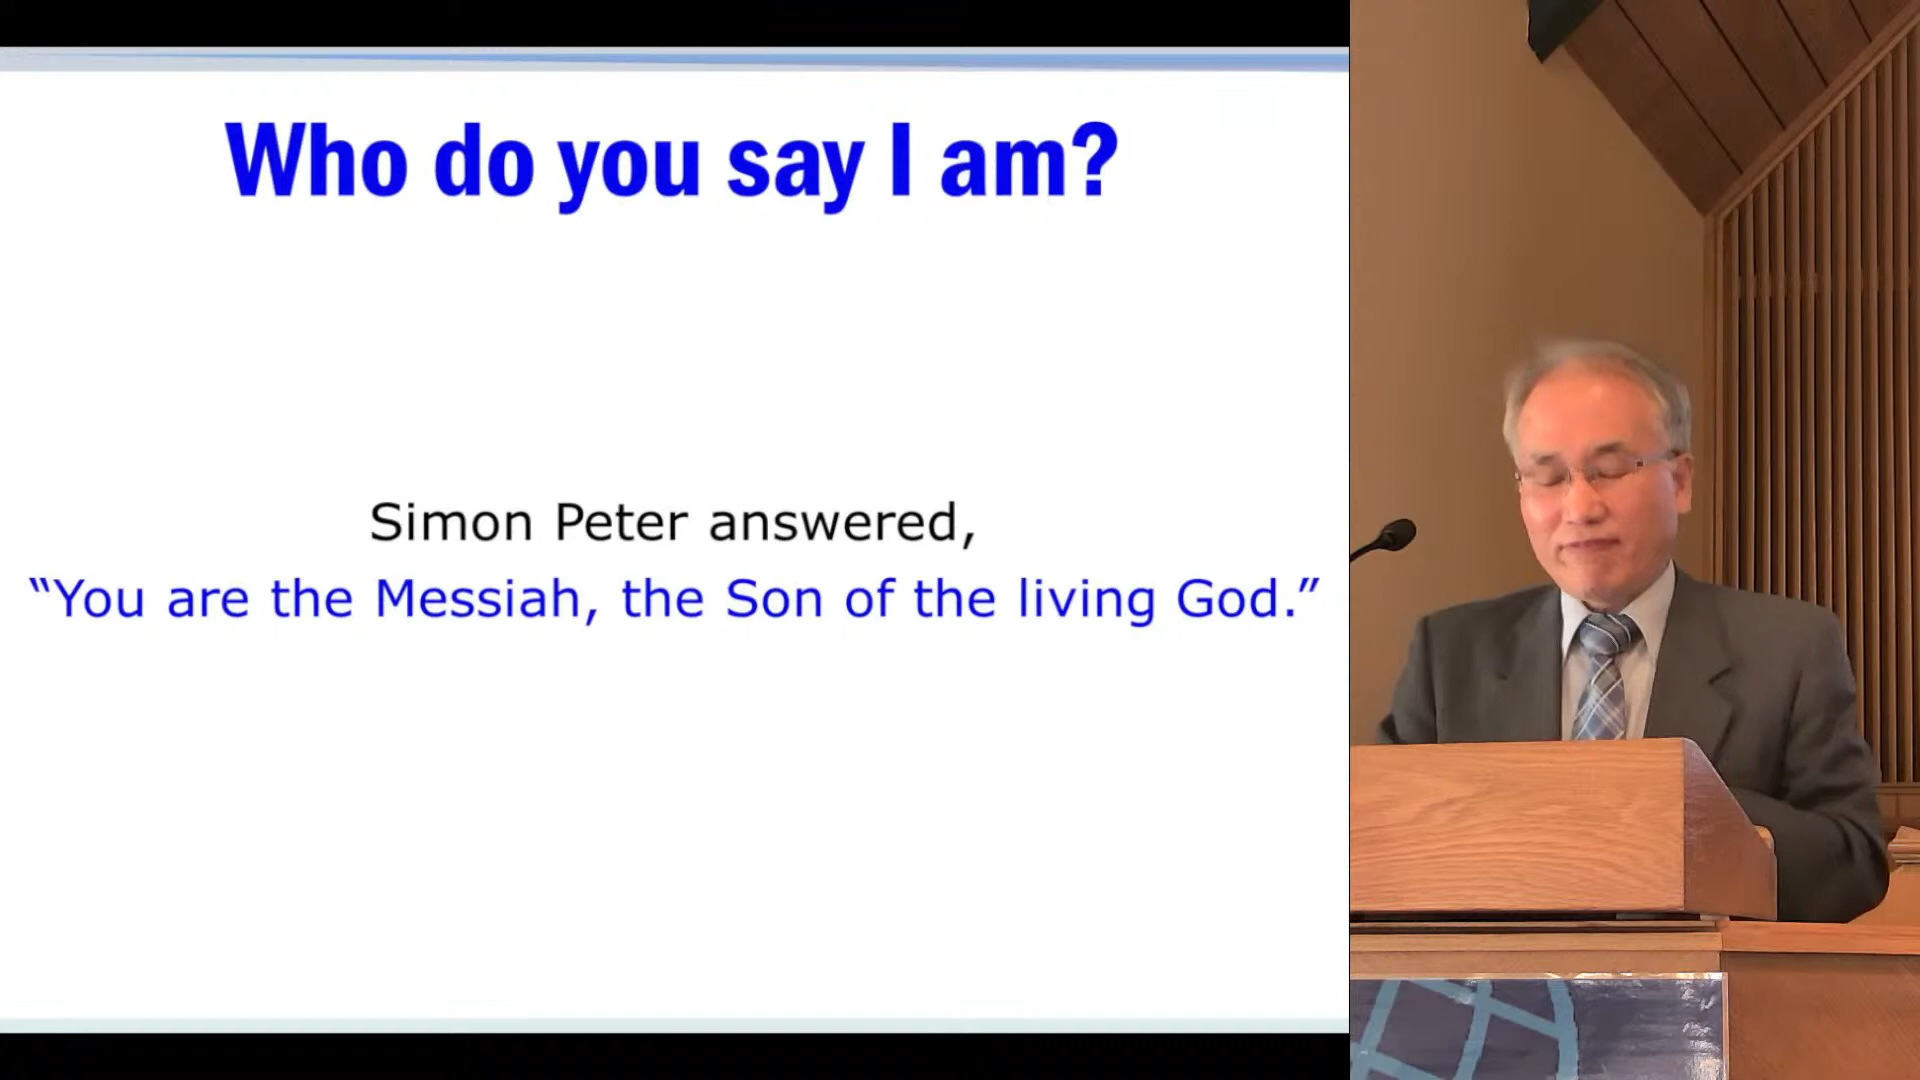 Who do you say I am?
Simon Peter answered,
“You are the Messiah, the Son of the living God.”